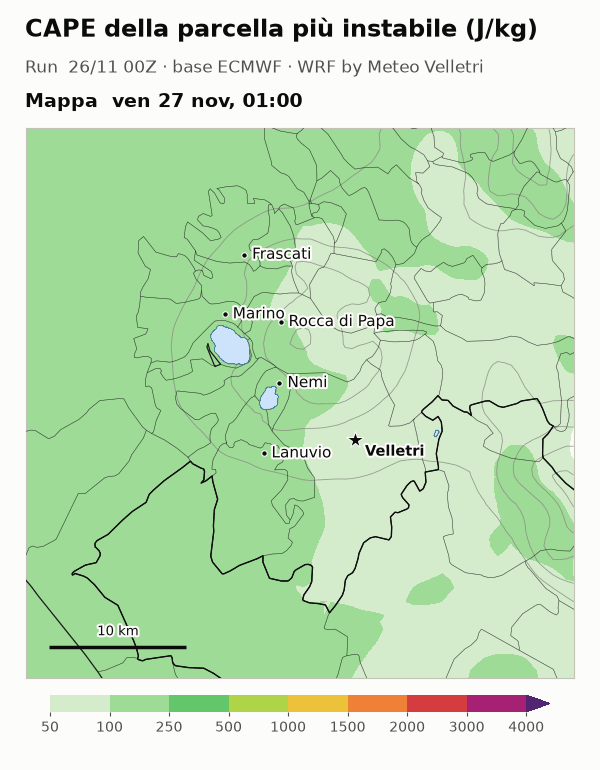 CAPE della parcella più instabile (J/kg)
Run  26/11 00Z · base ECMWF · WRF by Meteo Velletri
Mappa  ven 27 nov, 01:00
Frascati
Marino
Rocca di Papa
Nemi
Velletri
Lanuvio
10 km
50 100 250 500 1000 1500 2000 3000 4000